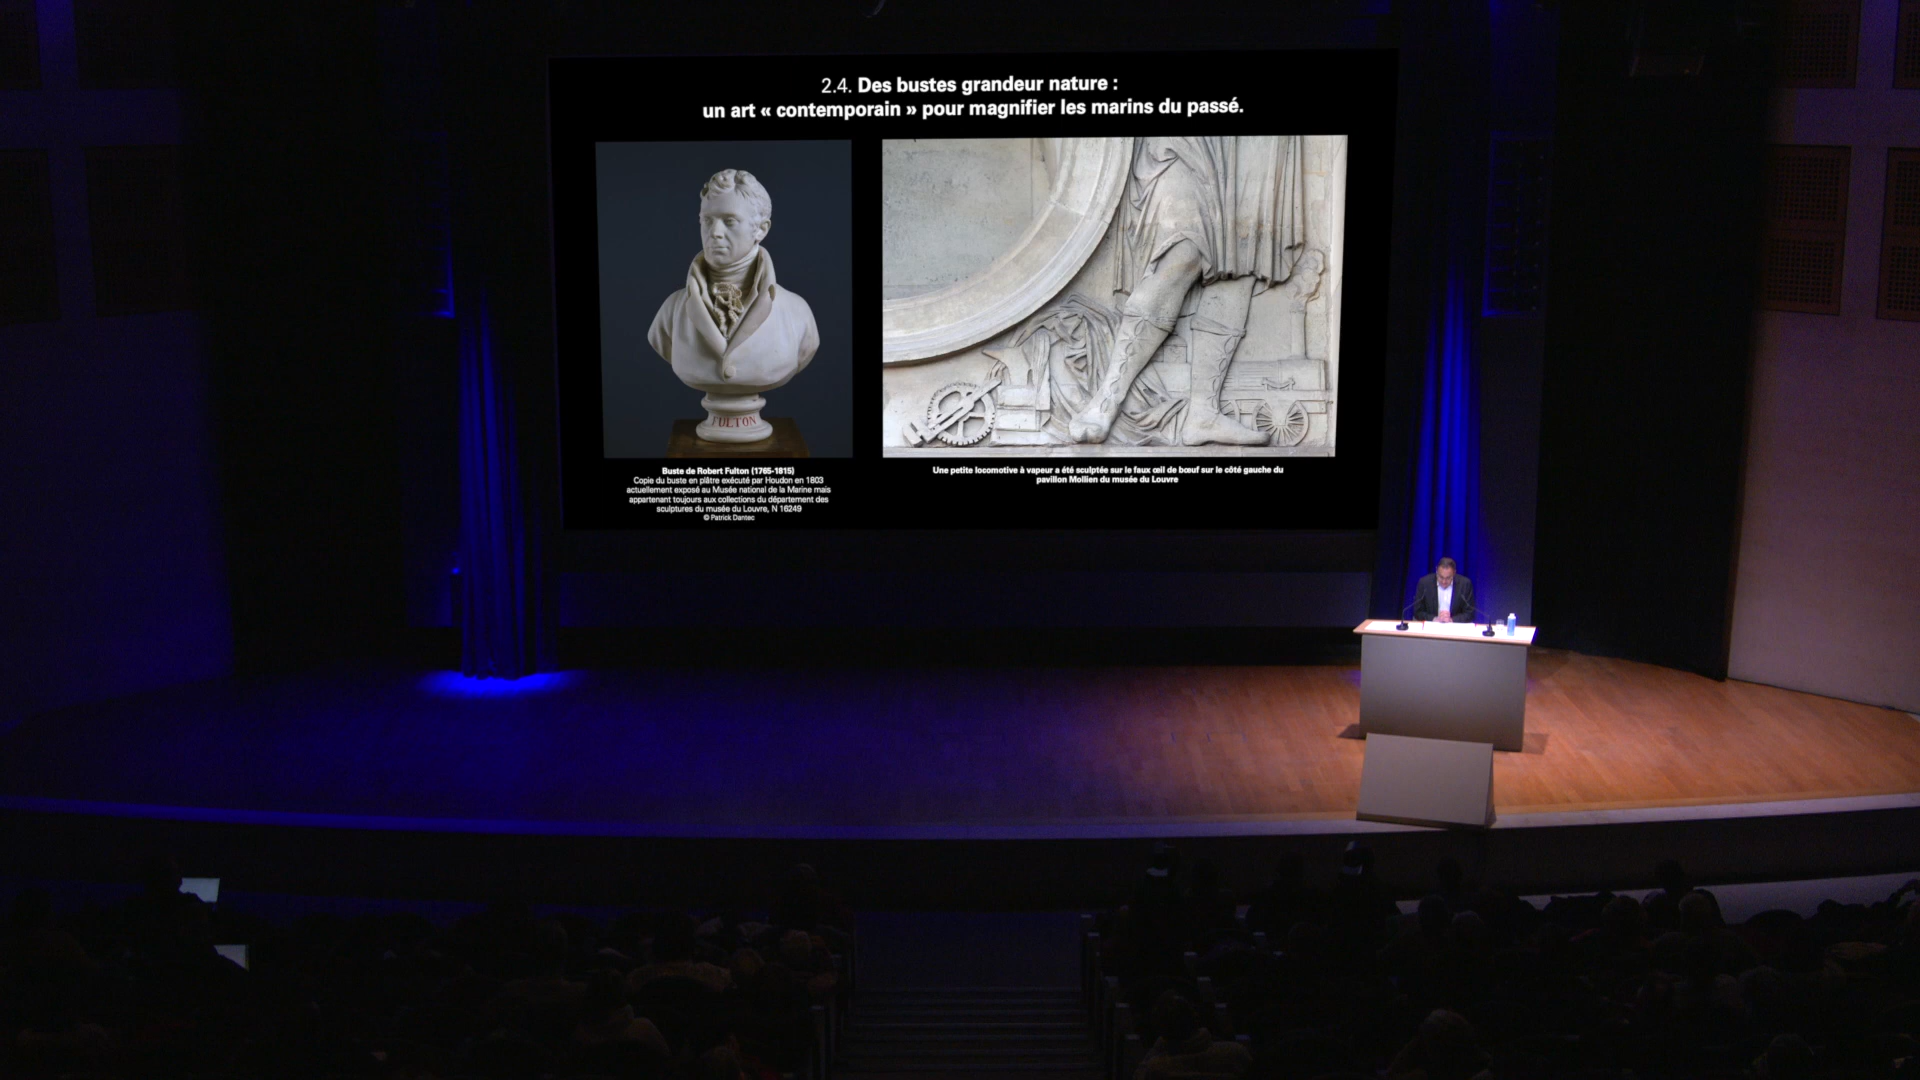 2.4. Des bustes grandeur nature :
un art « contemporain » pour magnifier les marins du passé.
FULTON
Buste de Robert Fulton (1765-1815)
Copie du buste en plâtre exécuté par Houdon en 1803
actuellement exposé au Musée national de la Marine mais
appartenant toujours aux collections du département des
sculptures du musée du Louvre, N 16249
© Patrick Dantec
Une petite locomotive à vapeur a été sculptée sur le faux œil de bœuf sur le côté gauche du
pavillon Mollien du musée du Louvre